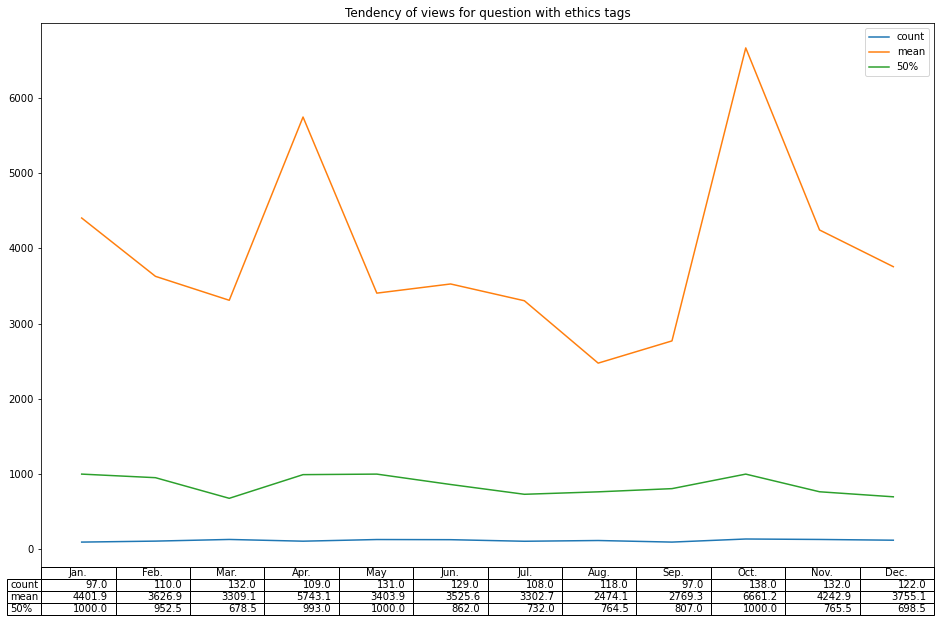 Tendency of views for question with ethics tags
count
mean
50%
6000
5000
4000
3000
2000
1000
0
Jan. Feb. Mar. Apr. May Jun. Jul. Aug. Sep. Oct. Nov. Dec.
count 97.0 110.0 132.0 109.0 131.0 129.0 108.0 118.0 97.0 138.0 132.0 122.0
mean 4401.9 3626.9 3309.1 5743.1 3403.9 3525.6 3302.7 2474.1 2769.3 6661.2 4242.9 3755.1
50% 1000.0 952.5 678.5 993.0 1000.0 862.0 732.0 764.5 807.0 1000.0 765.5 698.5